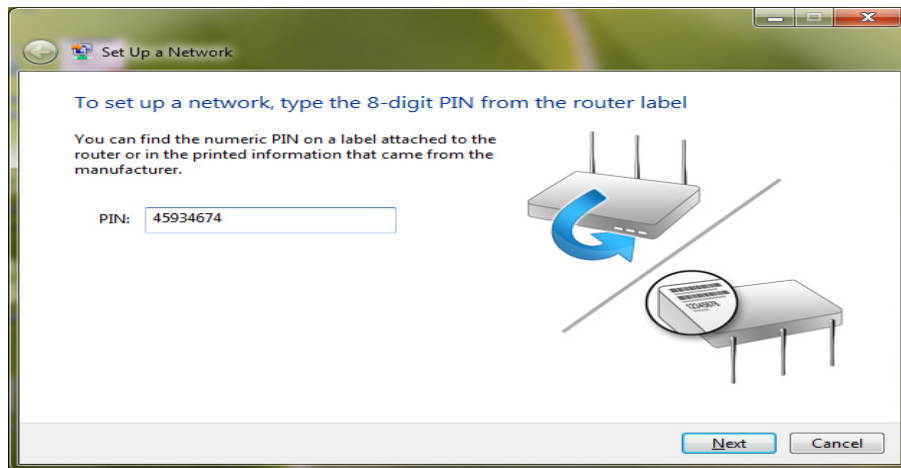 Set Up a Network
To set up a network, type the 8-digit PIN from the router label
You can find the numeric PIN on a label attached to the
router or in the printed information that came from the
manufacturer.
PIN: 45934674
12345678
Next Cancel